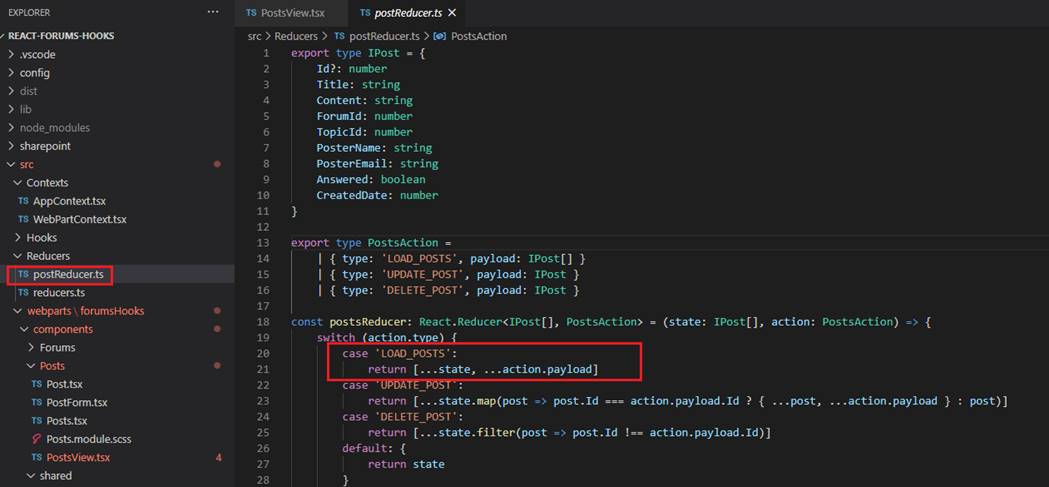 EXPLORER
···
TS PostsView.tsx
TS postReducer.ts ×
src > Reducers > TS postReducer.ts > PostsAction
REACT-FORUMS-HOOKS
> .vscode
> config
> dist
> lib
> node_modules
> sharepoint
src
Contexts
TS AppContext.tsx
TS WebPartContext.tsx
> Hooks
Reducers
TS postReducer.ts
TS reducers.ts
webparts \ forumsHooks
components
> Forums
Posts
TS Post.tsx
TS PostForm.tsx
TS Posts.tsx
Posts.module.scss
TS PostsView.tsx 4
shared
1 export type IPost = {
2 Id?: number
3 Title: string
4 Content: string
5 ForumId: number
6 TopicId: number
7 PosterName: string
8 PosterEmail: string
9 Answered: boolean
10 CreatedDate: number
11 }
12
13 export type PostsAction =
14 | { type: 'LOAD_POSTS', payload: IPost[] }
15 | { type: 'UPDATE_POST', payload: IPost }
16 | { type: 'DELETE_POST', payload: IPost }
17
18 const postsReducer: React.Reducer<IPost[], PostsAction> = (state: IPost[], action: PostsAction) => {
19 switch (action.type) {
20 case 'LOAD_POSTS':
21 return [...state, ...action.payload]
22 case 'UPDATE_POST':
23 return [...state.map(post => post.Id === action.payload.Id ? { ...post, ...action.payload } : post)]
24 case 'DELETE_POST':
25 return [...state.filter(post => post.Id !== action.payload.Id)]
26 default: {
27 return state
28 }